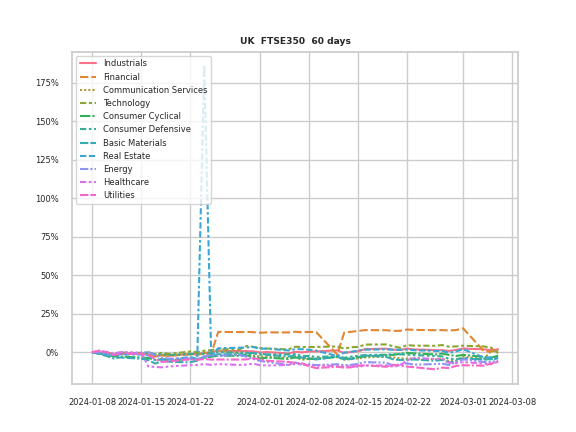 UK FTSE350 60 days
175%
150%
125%
100%
75%
50%
25%
0%
Industrials
Financial
Communication Services
Technology
Consumer Cyclical
Consumer Defensive
Basic Materials
Real Estate
Energy
Healthcare
Utilities
2024-01-08 2024-01-15 2024-01-22 2024-02-01 2024-02-08 2024-02-15 2024-02-22 2024-03-01 2024-03-08